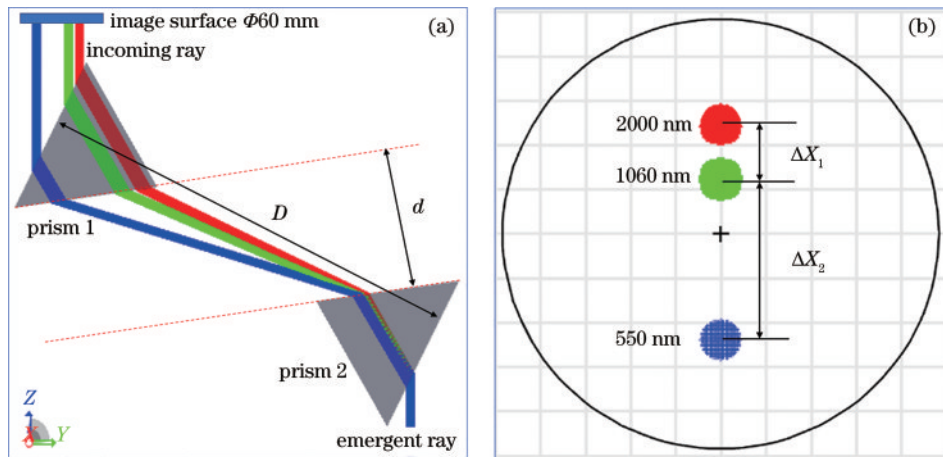 image surface Φ60 mm
(a)
incoming ray
D
d
prism 1
prism 2
Z
X
Y
emergent ray
(b)
2000 nm
ΔX₁
1060 nm
ΔX₂
550 nm